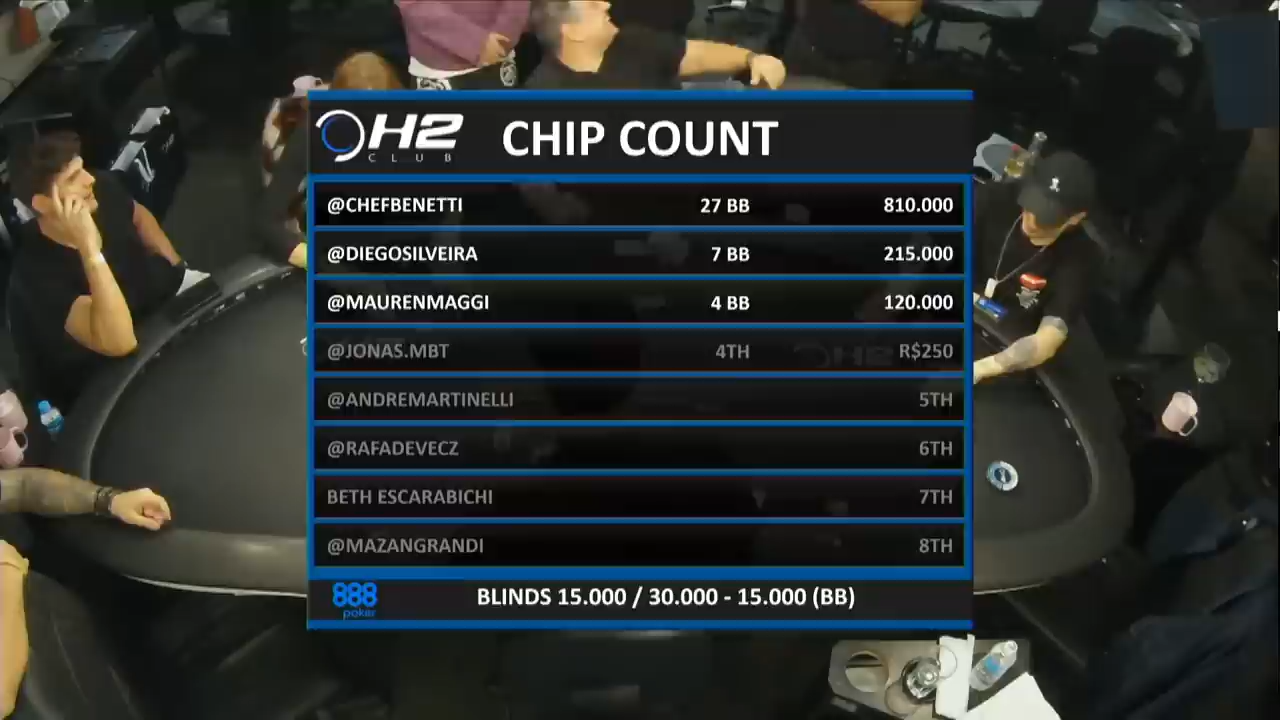 H2 CLUB CHIP COUNT
@CHEFBENETTI 27 BB 810.000
@DIEGOSILVEIRA 7 BB 215.000
@MAURENMAGGI 4 BB 120.000
@JONAS.MBT 4TH R$250
@ANDREMARTINELLI 5TH
@RAFADEVECZ 6TH
BETH ESCARABICHI 7TH
@MAZANGRANDI 8TH
888 poker BLINDS 15.000 / 30.000 - 15.000 (BB)